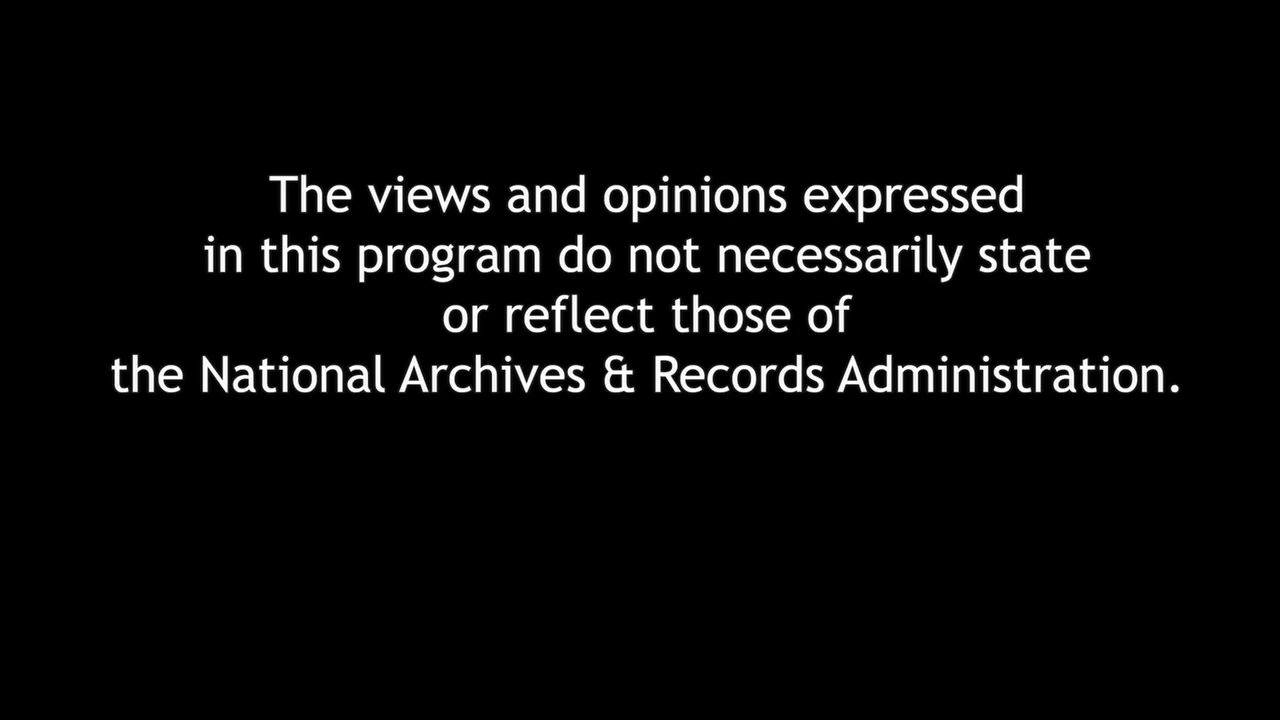 The views and opinions expressed
in this program do not necessarily state
or reflect those of
the National Archives & Records Administration.